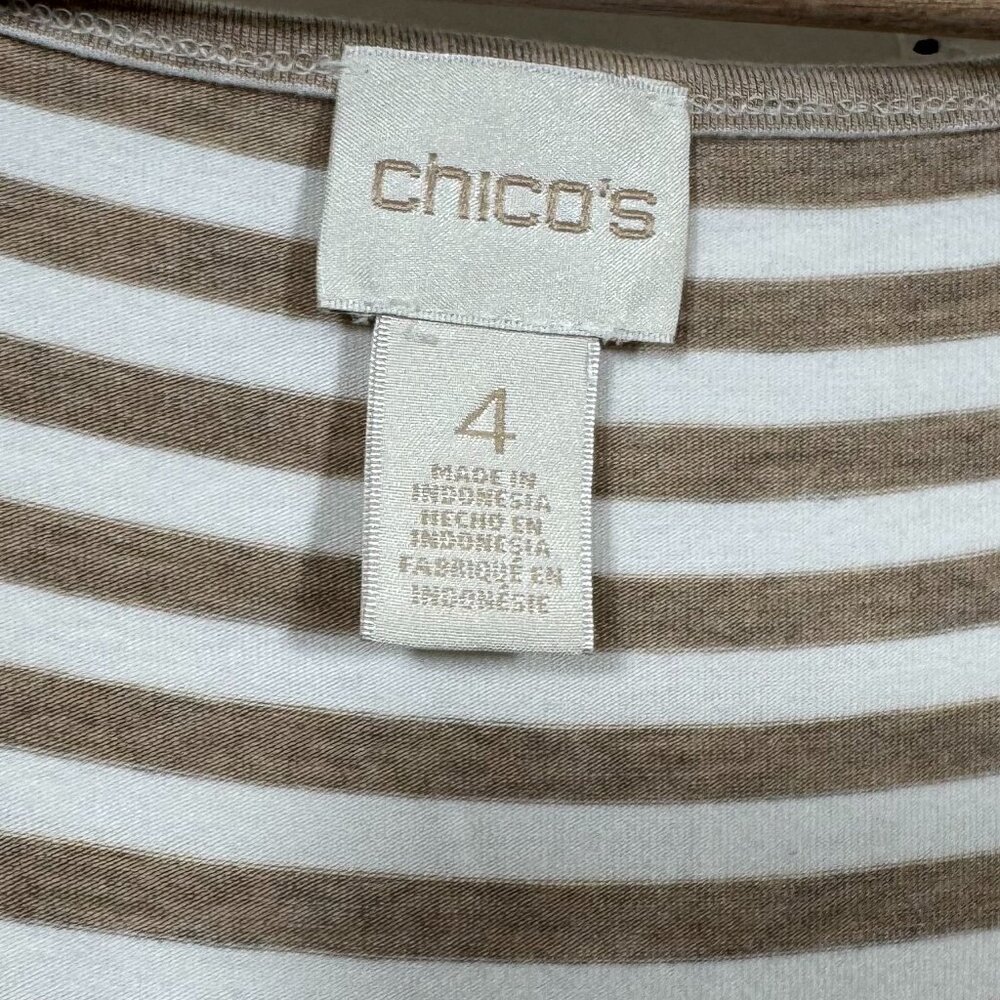 chico's
4
MADE IN
INDONESIA
HECHO EN
INDONESIA
FABRIQUÉ EN
INDONÉSIE